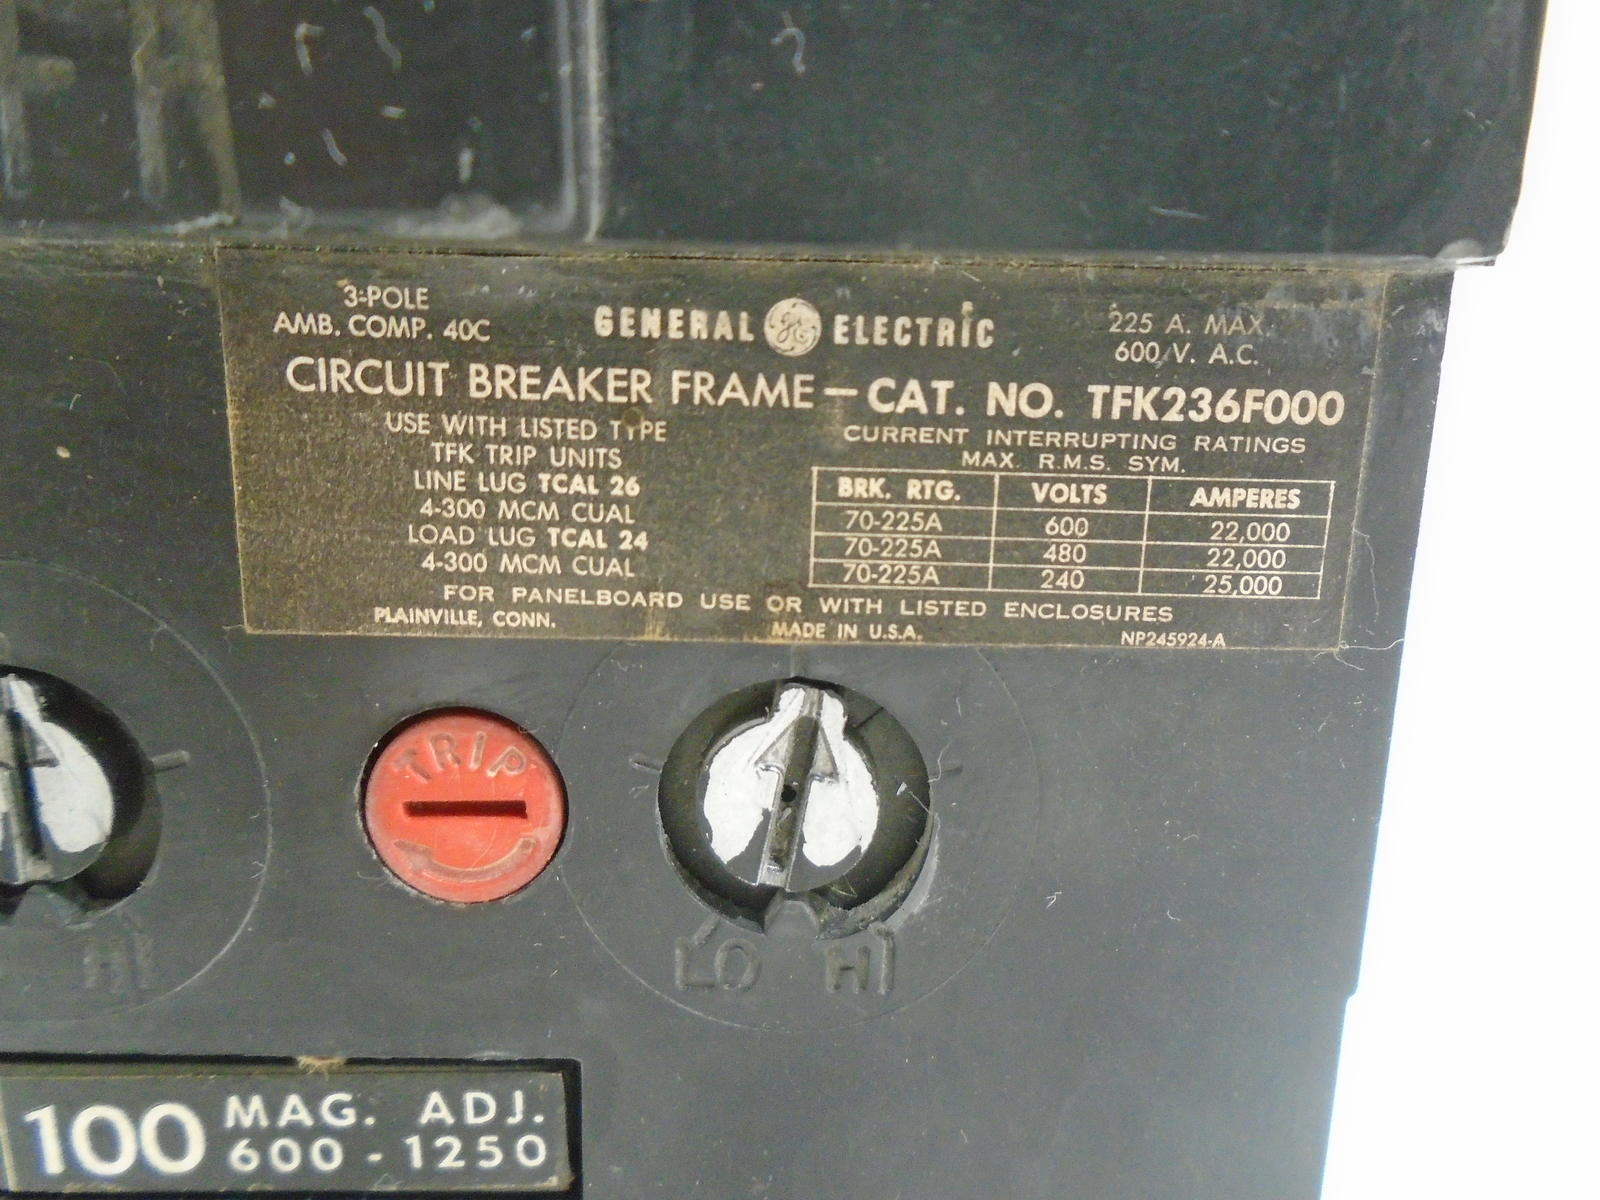 3-POLE
AMB. COMP. 40C
GENERAL GE ELECTRIC
225 A. MAX.
600 V. A.C.
CIRCUIT BREAKER FRAME — CAT. NO. TFK236F000
USE WITH LISTED TYPE
TFK TRIP UNITS
LINE LUG TCAL 26
4-300 MCM CUAL
LOAD LUG TCAL 24
4-300 MCM CUAL
CURRENT INTERRUPTING RATINGS
MAX. R.M.S. SYM.
BRK. RTG. VOLTS AMPERES
70-225A 600 22,000
70-225A 480 22,000
70-225A 240 25,000
FOR PANELBOARD USE OR WITH LISTED ENCLOSURES
PLAINVILLE, CONN. MADE IN U.S.A. NP245924-A
TRIP
HI
LO HI
100 MAG. ADJ.
600 - 1250